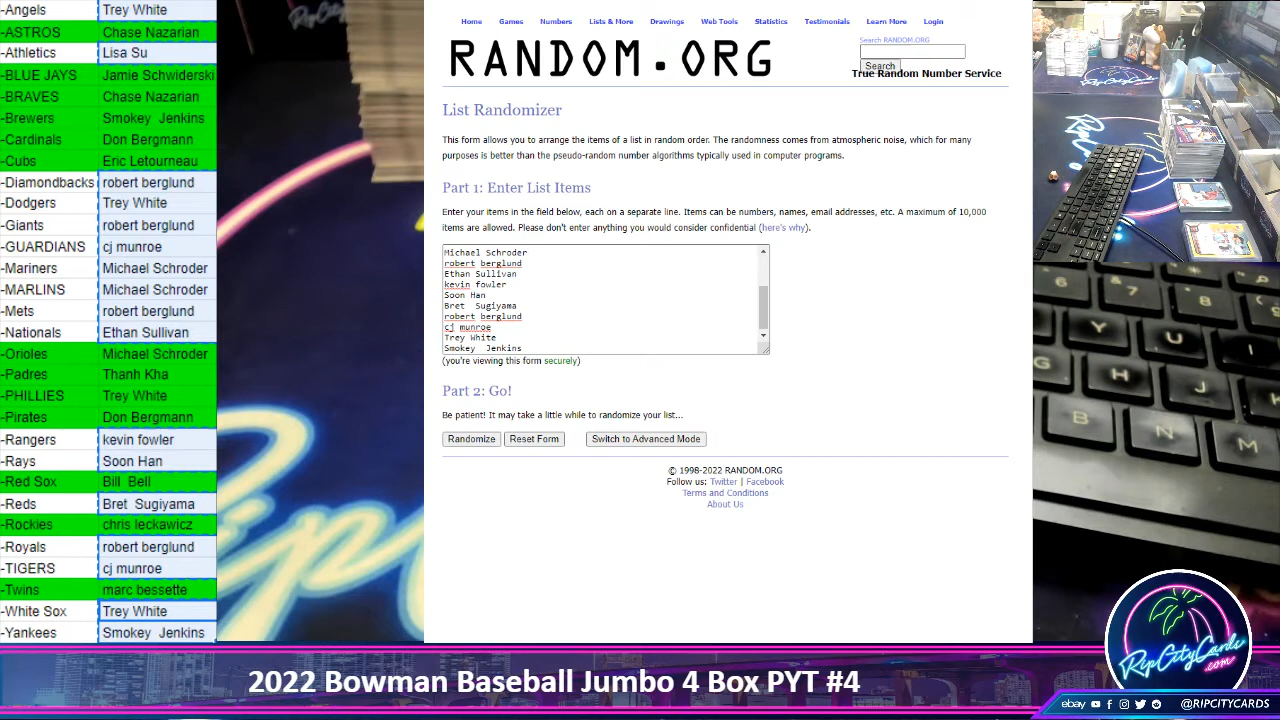 -Angels Trey White
-ASTROS Chase Nazarian
-Athletics Lisa Su
-BLUE JAYS Jamie Schwiderski
-BRAVES Chase Nazarian
-Brewers Smokey Jenkins
-Cardinals Don Bergmann
-Cubs Eric Letourneau
-Diamondbacks robert berglund
-Dodgers Trey White
-Giants robert berglund
-GUARDIANS cj munroe
-Mariners Michael Schroder
-MARLINS Michael Schroder
-Mets robert berglund
-Nationals Ethan Sullivan
-Orioles Michael Schroder
-Padres Thanh Kha
-PHILLIES Trey White
-Pirates Don Bergmann
-Rangers kevin fowler
-Rays Soon Han
-Red Sox Bill Bell
-Reds Bret Sugiyama
-Rockies chris leckawicz
-Royals robert berglund
-TIGERS cj munroe
-Twins marc bessette
-White Sox Trey White
-Yankees Smokey Jenkins
Home Games Numbers Lists & More Drawings Web Tools Statistics Testimonials Learn More Login
RANDOM.ORG
Search RANDOM.ORG
Search
True Random Number Service
List Randomizer
This form allows you to arrange the items of a list in random order. The randomness comes from atmospheric noise, which for many
purposes is better than the pseudo-random number algorithms typically used in computer programs.
Part 1: Enter List Items
Enter your items in the field below, each on a separate line. Items can be numbers, names, email addresses, etc. A maximum of 10,000
items are allowed. Please don't enter anything you would consider confidential (here's why).
Michael Schroder
robert berglund
Ethan Sullivan
kevin fowler
Soon Han
Bret Sugiyama
robert berglund
cj munroe
Trey White
Smokey Jenkins
(you're viewing this form securely)
Part 2: Go!
Be patient! It may take a little while to randomize your list...
Randomize Reset Form Switch to Advanced Mode
© 1998-2022 RANDOM.ORG
Follow us: Twitter | Facebook
Terms and Conditions
About Us
6 7 8
Y U
H J
B N M
RipCityCards
.com
2022 Bowman Baseball Jumbo 4 Box PYT #4
ebay @RIPCITYCARDS